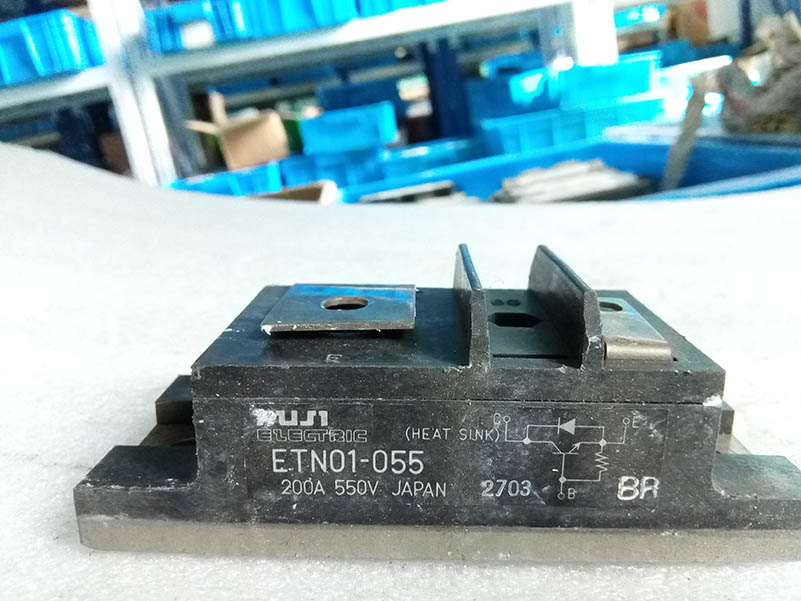 E
FUJI
ELECTRIC
(HEAT SINK)
C
E
B
ETN01-055
200A 550V JAPAN
2703
BR